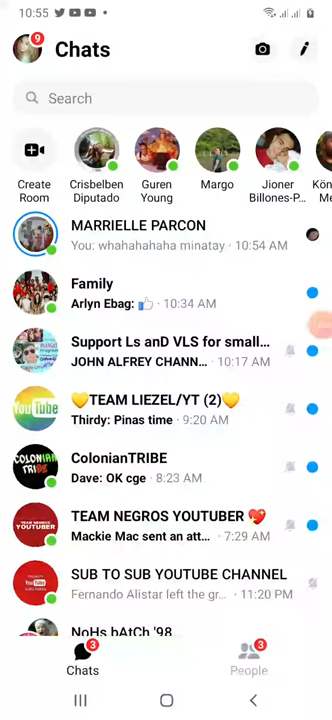 10:55
9
Chats
Search
Create Room
Crisbelben Diputado
Guren Young
Margo
Jioner Billones-P...
Kön
MARRIELLE PARCON
You: whahahahaha minatay · 10:54 AM
Family
Arlyn Ebag: 👍 · 10:34 AM
Support Ls anD VLS for small...
JOHN ALFREY CHANN... · 10:17 AM
💛TEAM LIEZEL/YT (2)💛
Thirdy: Pinas time · 9:20 AM
YouTube
ColonianTRIBE
Dave: OK cge · 8:23 AM
COLONIAN
TRIBE
TEAM NEGROS YOUTUBER 💖
Mackie Mac sent an att... · 7:29 AM
SUB TO SUB YOUTUBE CHANNEL
Fernando Alistar left the gr... · 11:20 PM
NoHs bAtCh '98
3
3
Chats
People